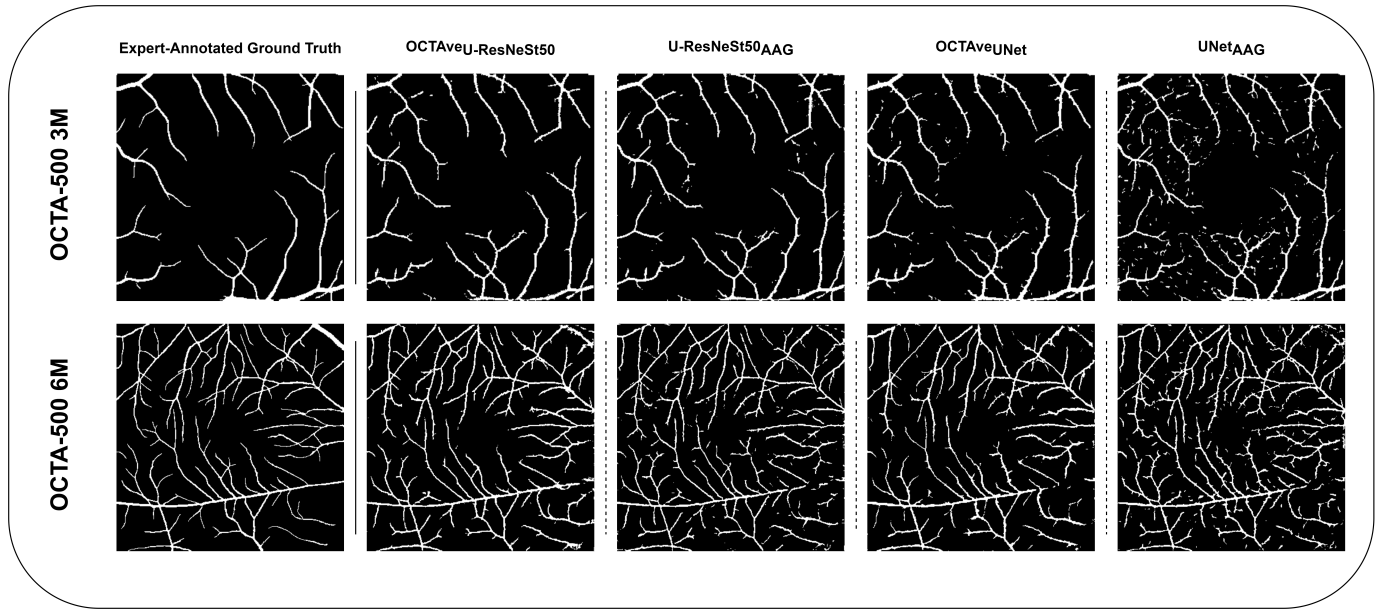 Expert-Annotated Ground Truth
OCTAveU-ResNeSt50
U-ResNeSt50AAG
OCTAveUNet
UNetAAG
OCTA-500 3M
OCTA-500 6M